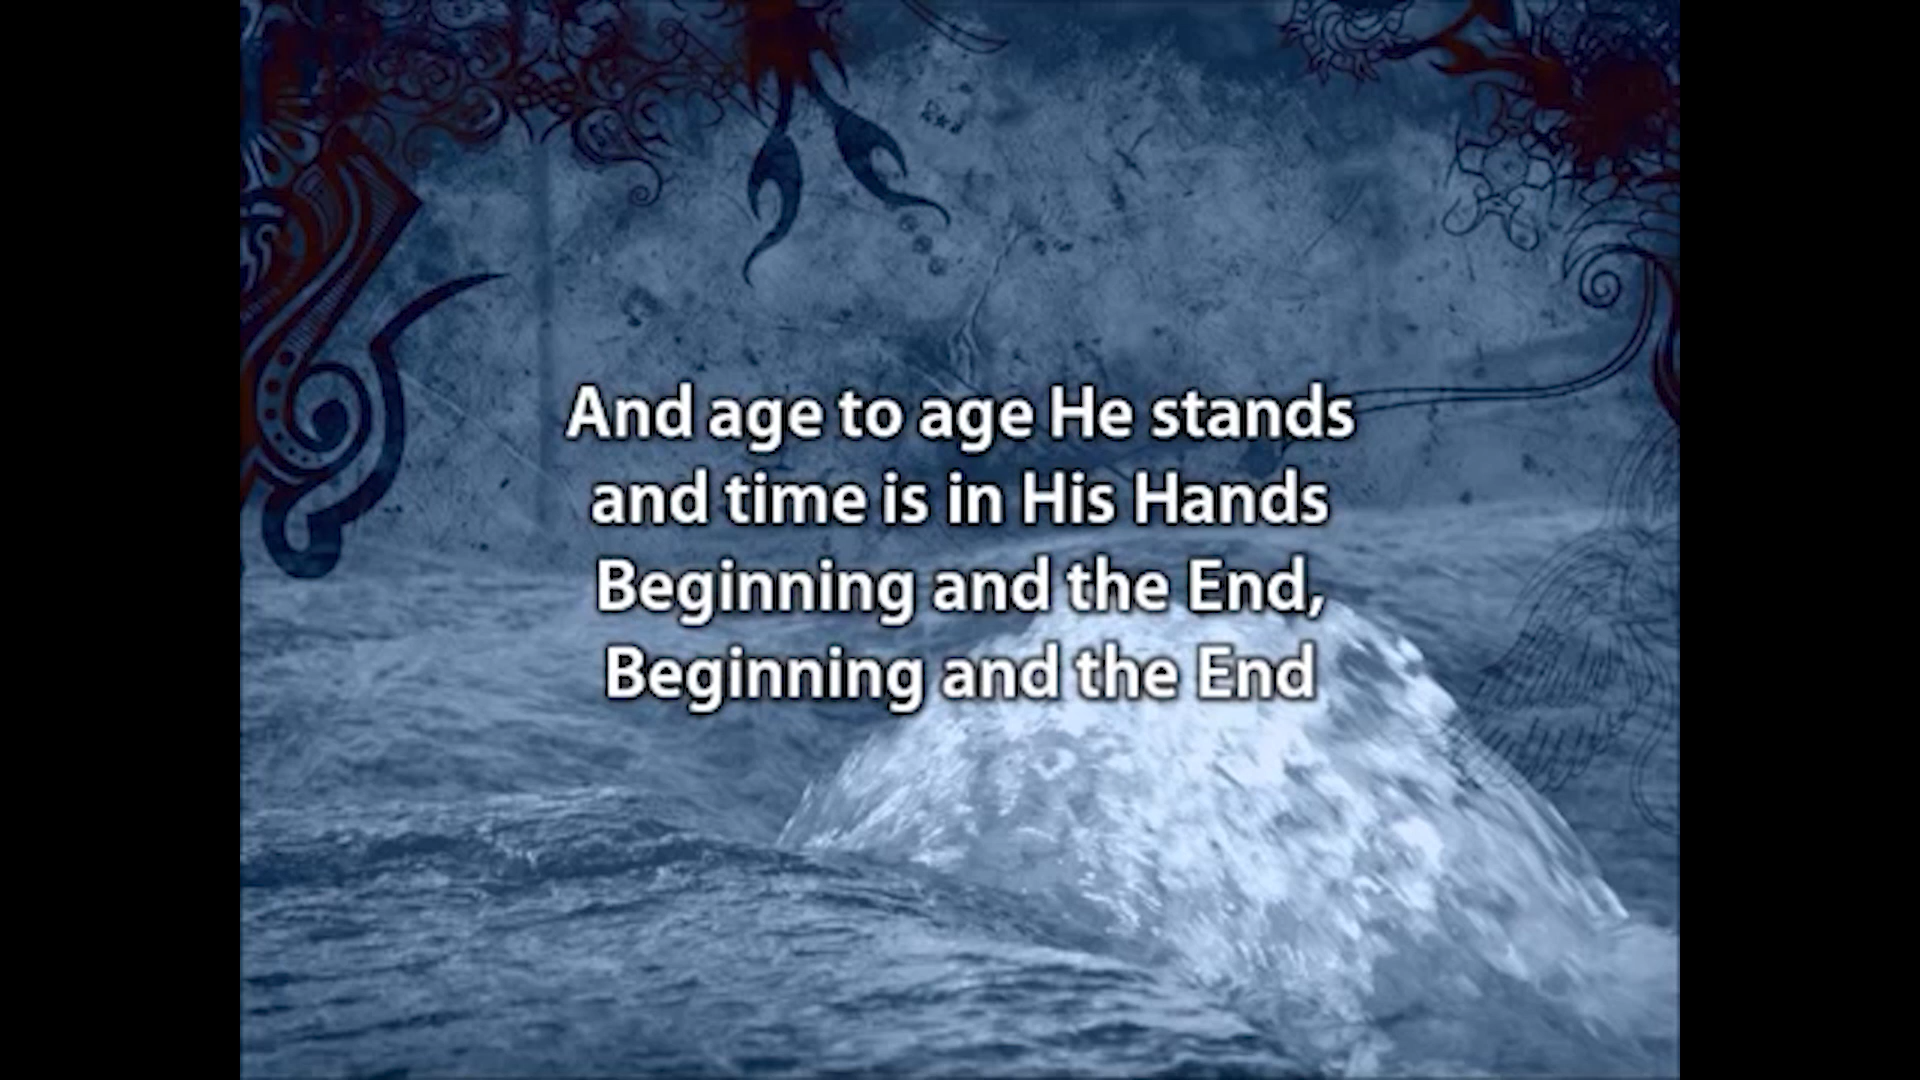 And age to age He stands
and time is in His Hands
Beginning and the End,
Beginning and the End